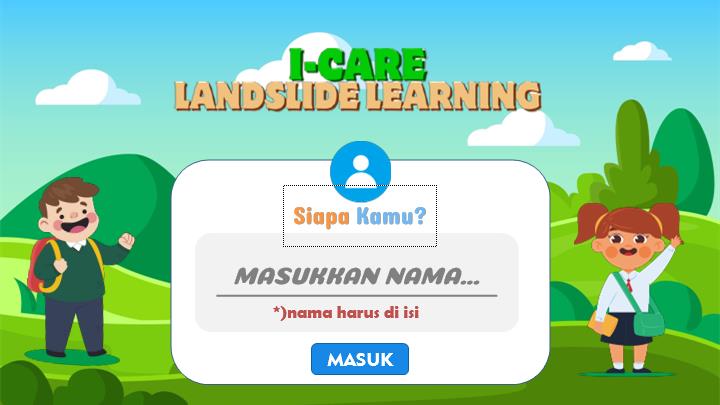 I-CARE
LANDSLIDE LEARNING
Siapa Kamu?
MASUKKAN NAMA...
*)nama harus di isi
MASUK